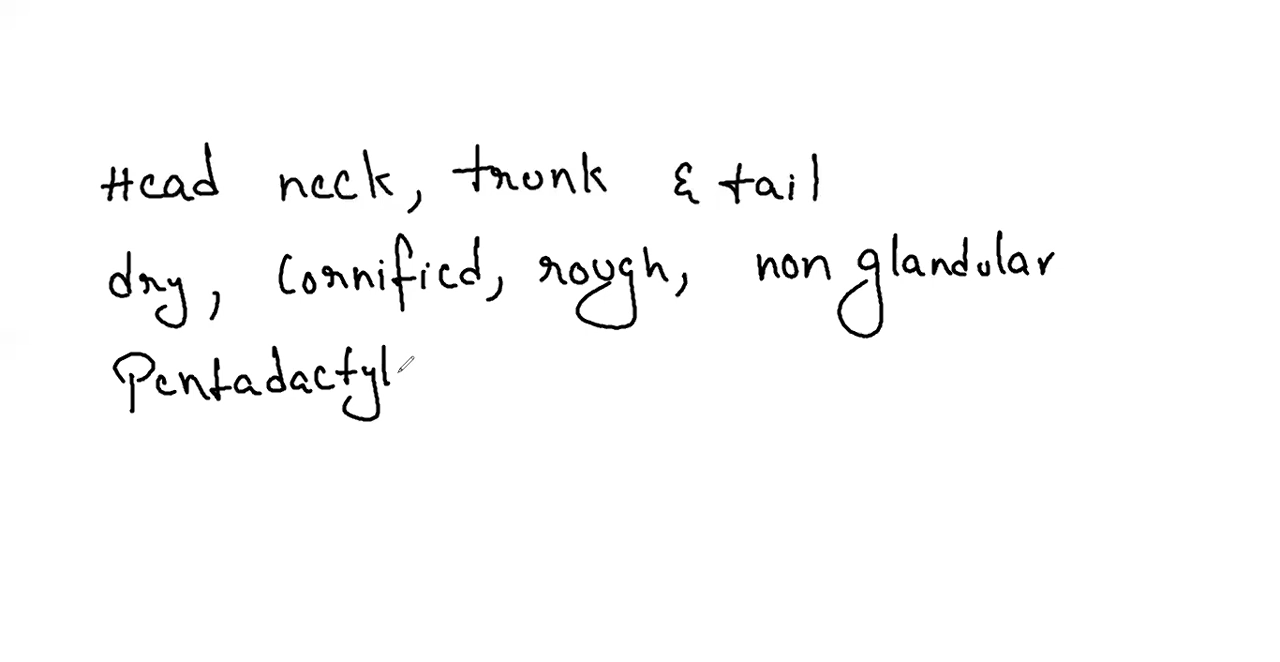 Head neck, trunk & tail
dry, Cornified, rough, non glandular
Pentadactyl